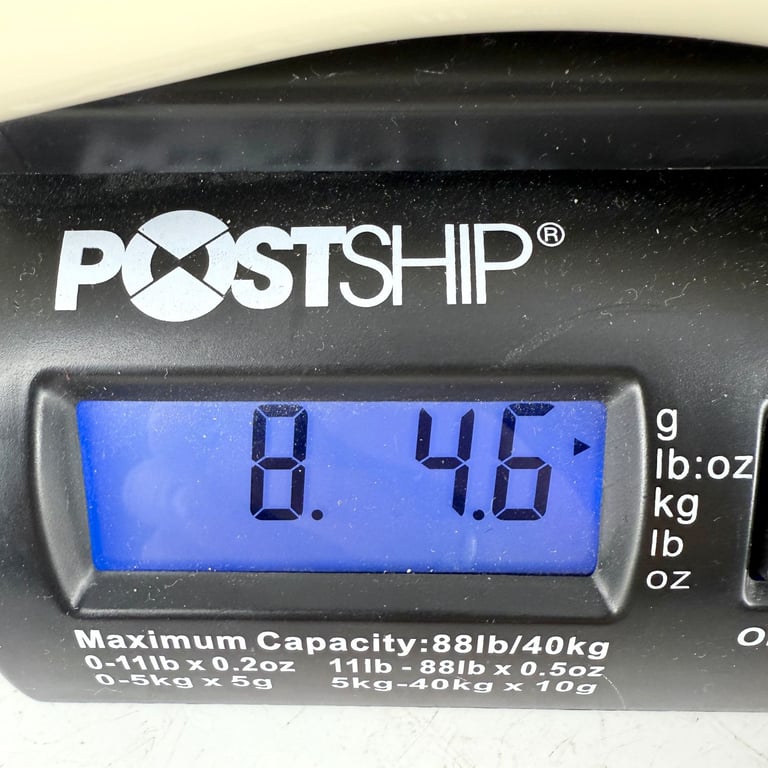 POSTSHIP®
8. 4.6
g
lb:oz
kg
lb
oz
Maximum Capacity:88lb/40kg
0-11lb x 0.2oz 11lb - 88lb x 0.5oz
0-5kg x 5g 5kg-40kg x 10g